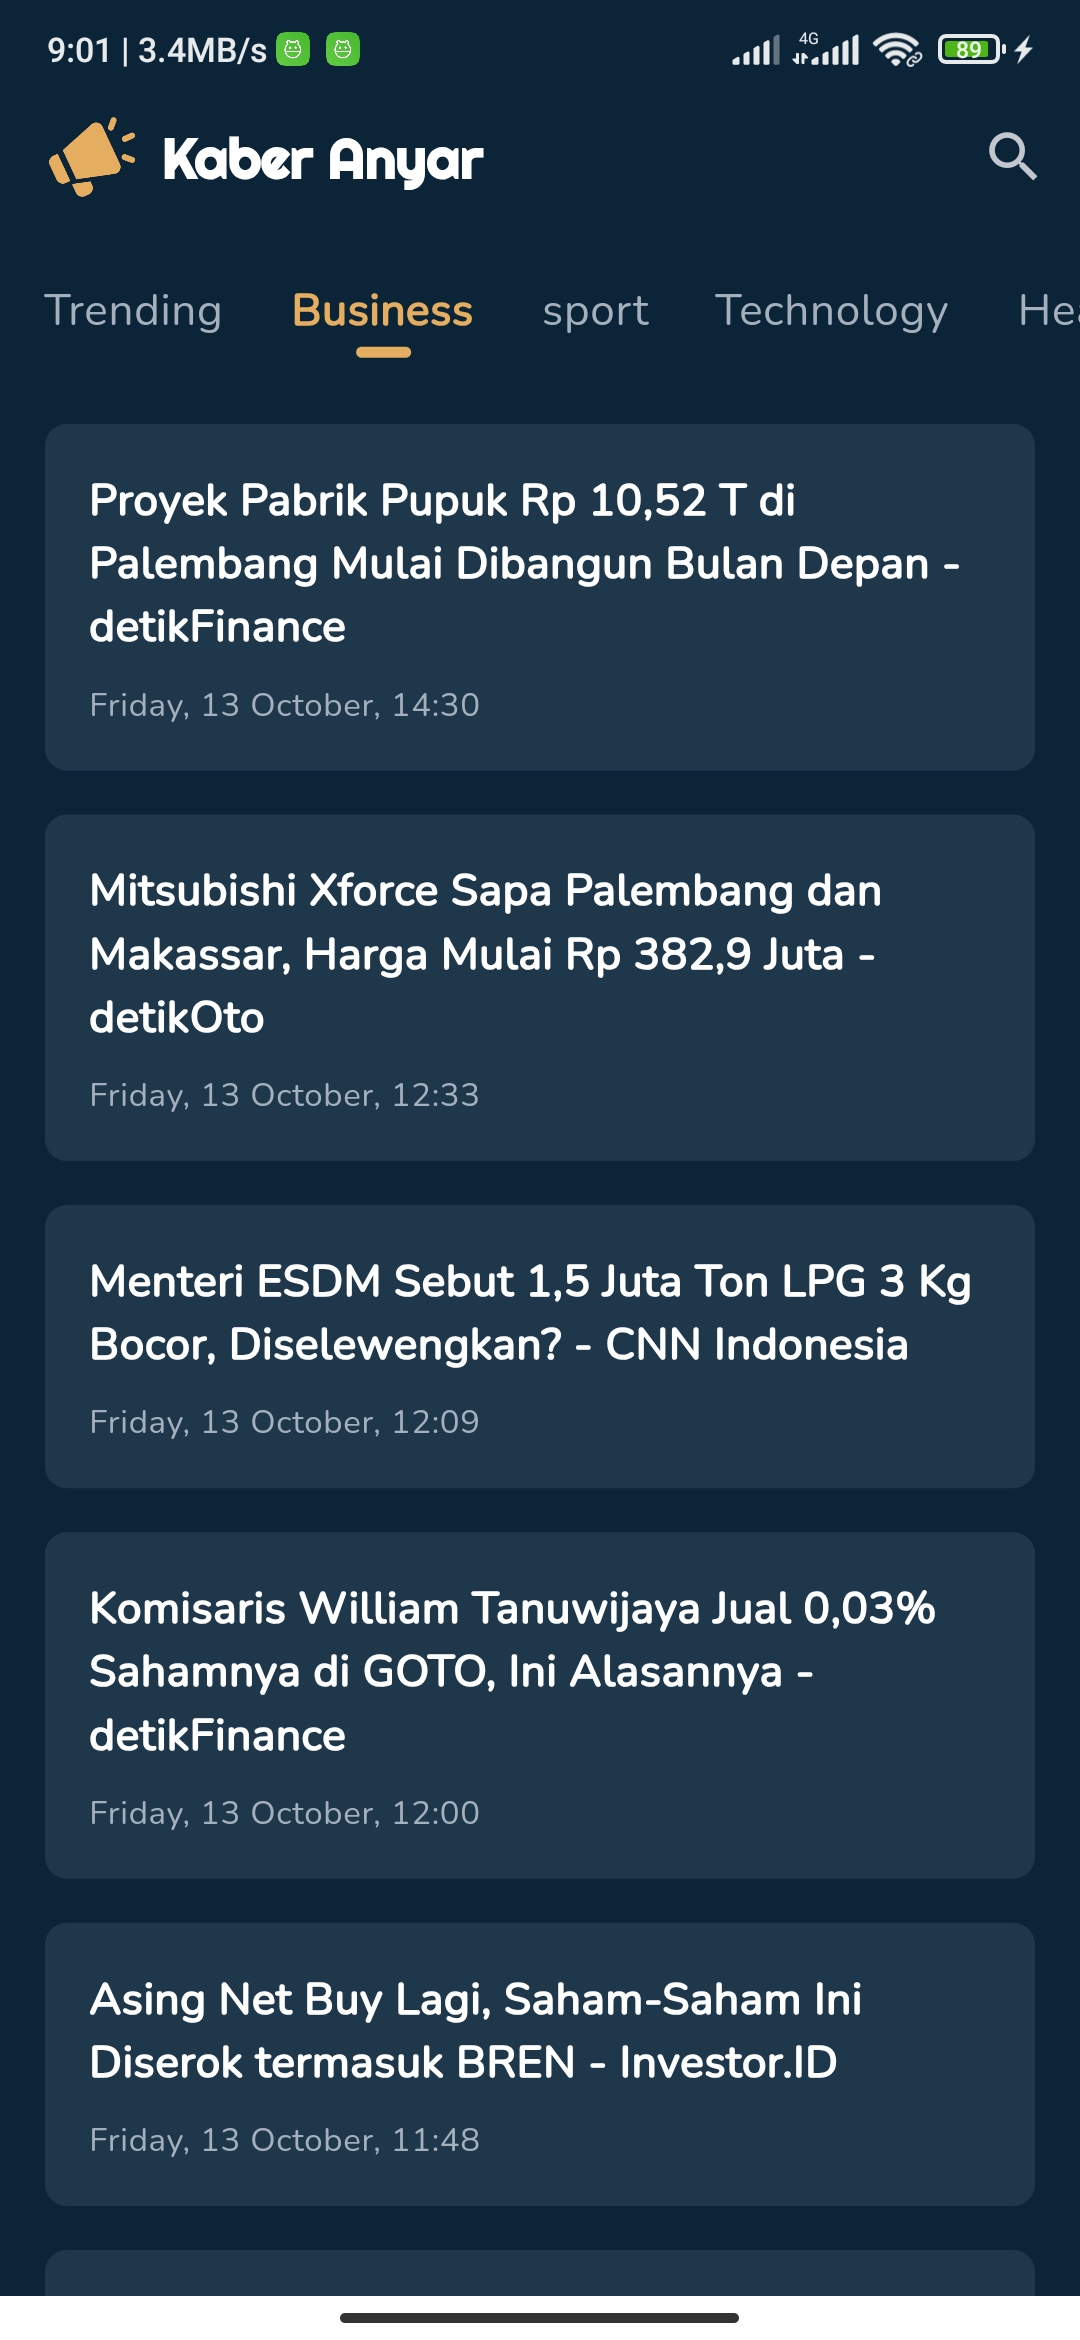 9:01 | 3.4MB/s 4G 89
Kaber Anyar
Trending Business sport Technology Hea
Proyek Pabrik Pupuk Rp 10,52 T di
Palembang Mulai Dibangun Bulan Depan -
detikFinance
Friday, 13 October, 14:30
Mitsubishi Xforce Sapa Palembang dan
Makassar, Harga Mulai Rp 382,9 Juta -
detikOto
Friday, 13 October, 12:33
Menteri ESDM Sebut 1,5 Juta Ton LPG 3 Kg
Bocor, Diselewengkan? - CNN Indonesia
Friday, 13 October, 12:09
Komisaris William Tanuwijaya Jual 0,03%
Sahamnya di GOTO, Ini Alasannya -
detikFinance
Friday, 13 October, 12:00
Asing Net Buy Lagi, Saham-Saham Ini
Diserok termasuk BREN - Investor.ID
Friday, 13 October, 11:48